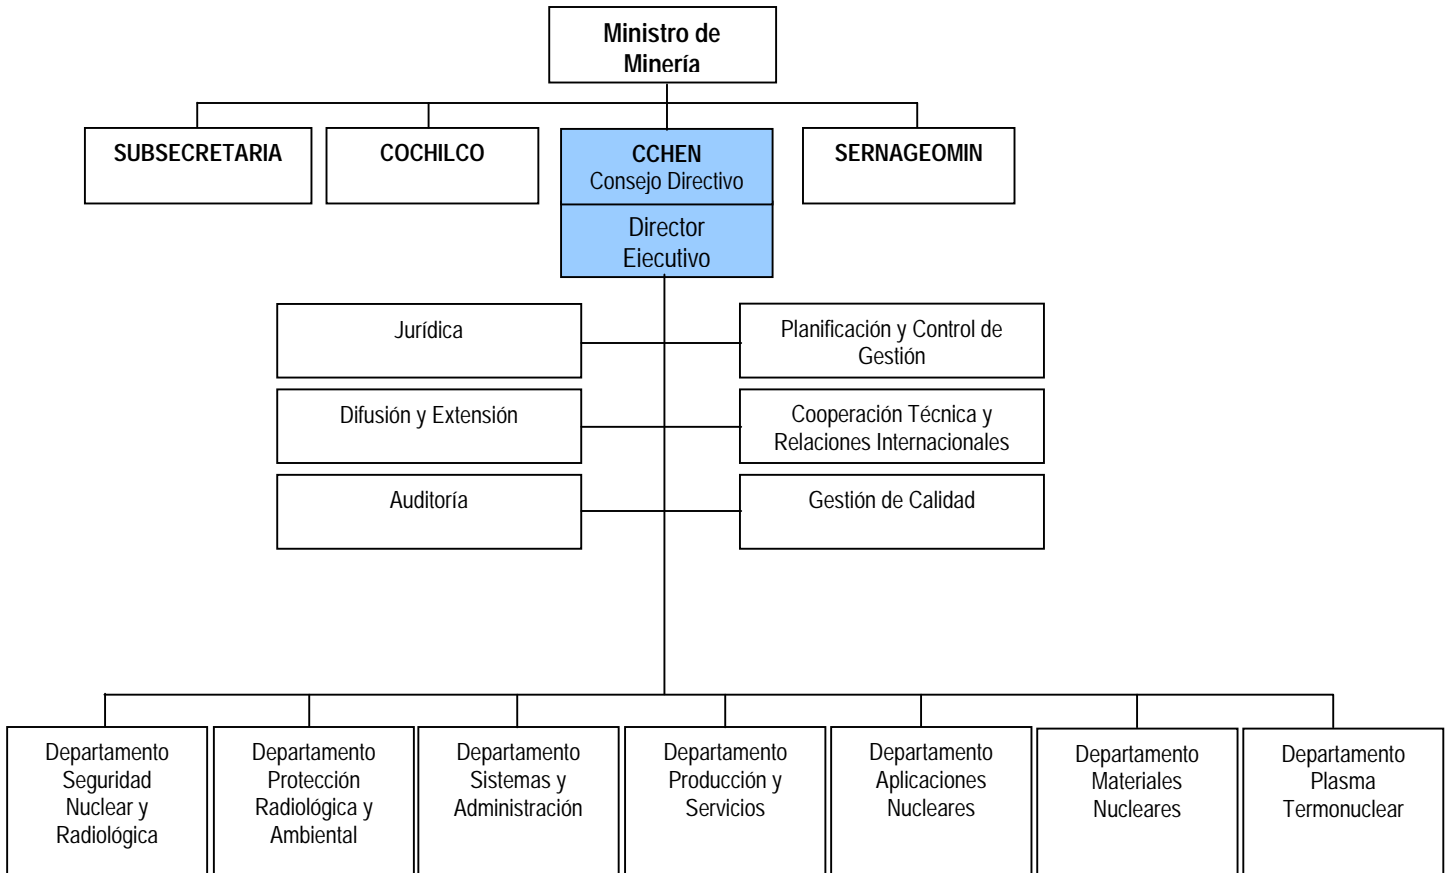 Ministro de
Minería
SUBSECRETARIA
COCHILCO
CCHEN
Consejo Directivo
SERNAGEOMIN
Director
Ejecutivo
Jurídica
Planificación y Control de
Gestión
Difusión y Extensión
Cooperación Técnica y
Relaciones Internacionales
Auditoría
Gestión de Calidad
Departamento
Seguridad
Nuclear y
Radiológica
Departamento
Protección
Radiológica y
Ambiental
Departamento
Sistemas y
Administración
Departamento
Producción y
Servicios
Departamento
Aplicaciones
Nucleares
Departamento
Materiales
Nucleares
Departamento
Plasma
Termonuclear